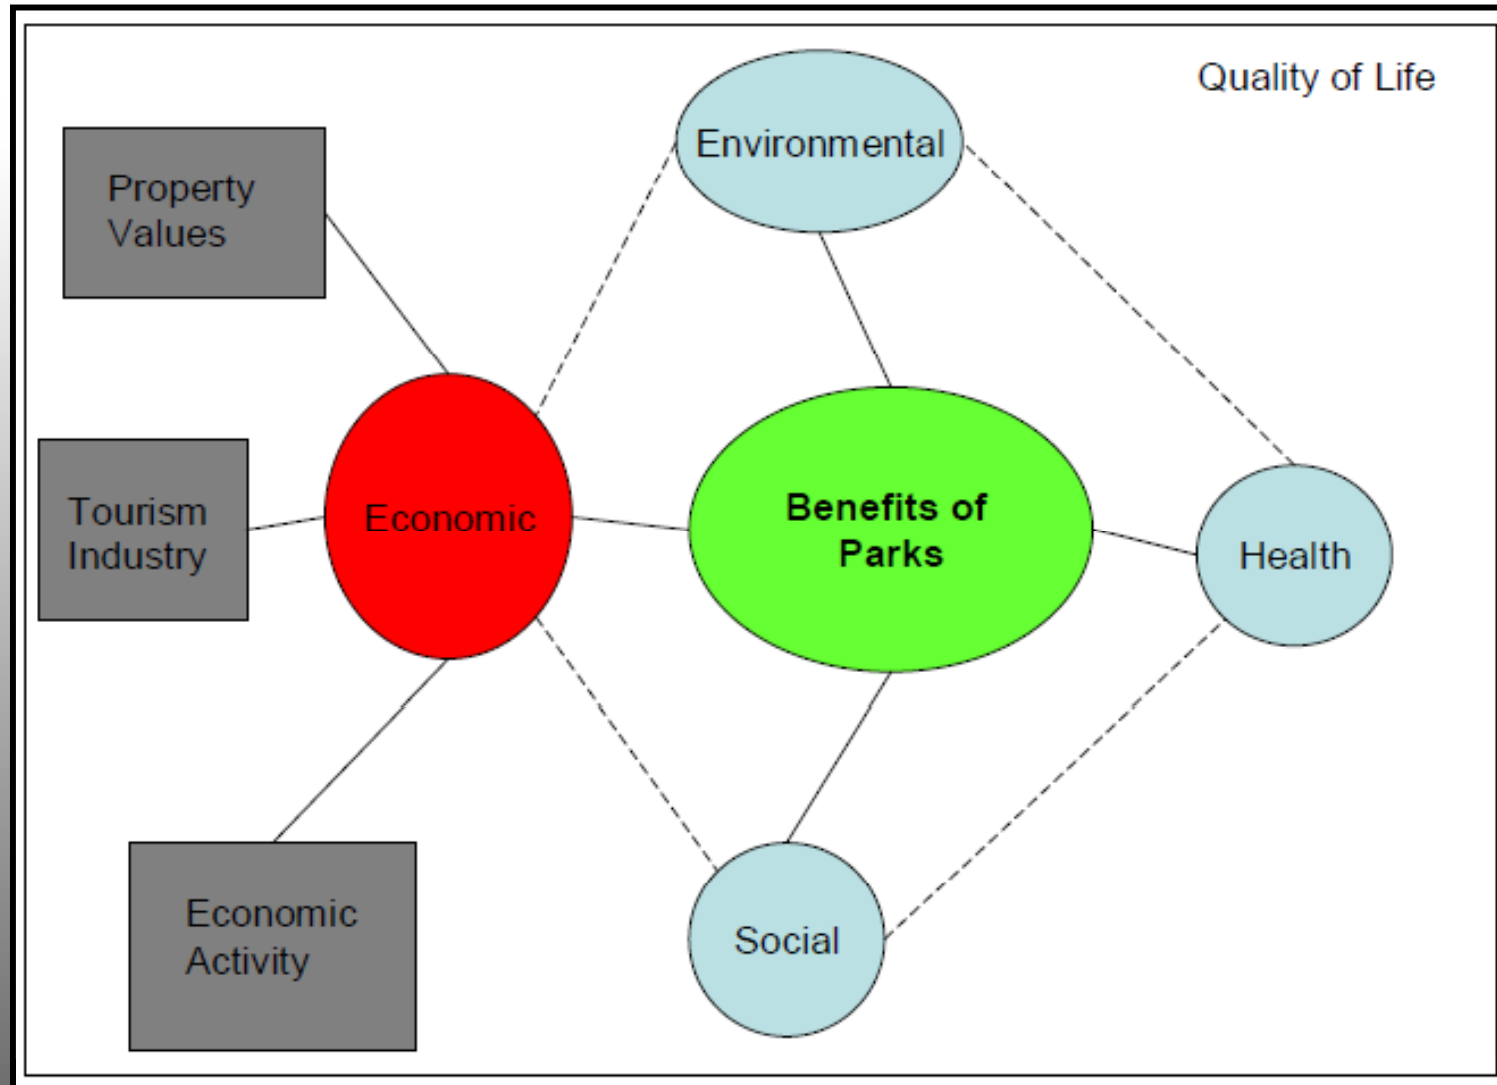 Quality of Life
Environmental
Property
Values
Economic
Benefits of
Parks
Tourism
Industry
Health
Economic
Activity
Social